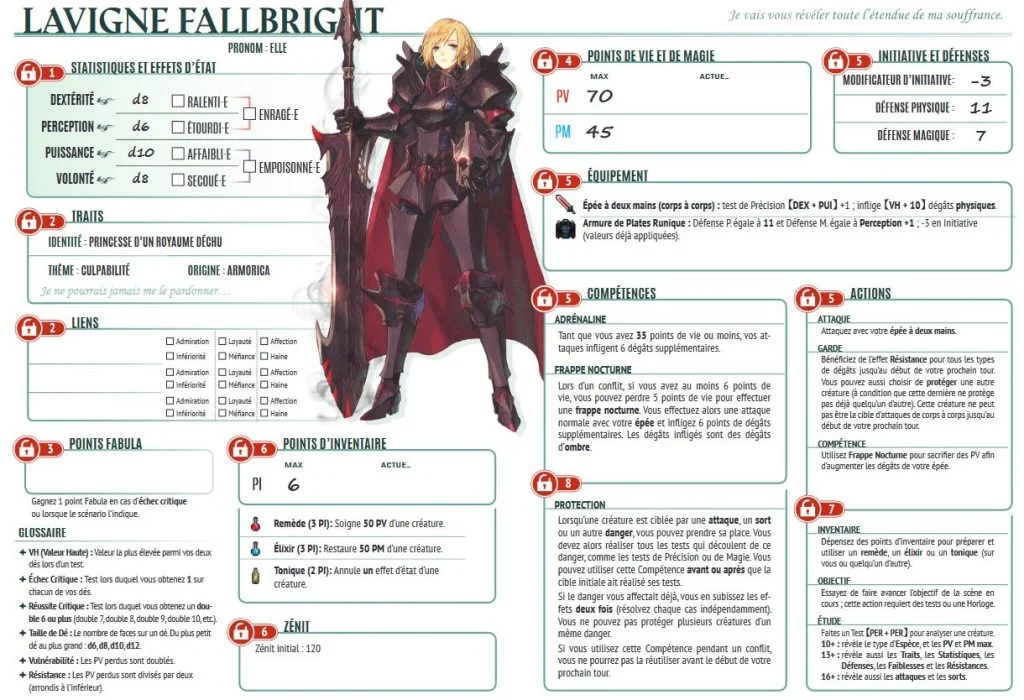 LAVIGNE FALLBRIGHT
Je vais vous révéler toute l'étendue de ma souffrance.
PRONOM : ELLE
1 STATISTIQUES ET EFFETS D'ÉTAT
DEXTÉRITÉ d8 RALENTI·E
PERCEPTION d6 ÉTOURDI·E
ENRAGÉ·E
PUISSANCE d10 AFFAIBLI·E
VOLONTÉ d8 SECOUÉ·E
EMPOISONNÉ·E
2 TRAITS
IDENTITÉ : PRINCESSE D'UN ROYAUME DÉCHU
THÈME : CULPABILITÉ ORIGINE : ARMORICA
Je ne pourrais jamais me le pardonner…
2 LIENS
Admiration Loyauté Affection
Infériorité Méfiance Haine
Admiration Loyauté Affection
Infériorité Méfiance Haine
Admiration Loyauté Affection
Infériorité Méfiance Haine
3 POINTS FABULA
Gagnez 1 point Fabula en cas d'échec critique
ou lorsque le scénario l'indique.
GLOSSAIRE
VH (Valeur Haute) : Valeur la plus élevée parmi vos deux
dés lors d'un test.
Échec Critique : Test lors duquel vous obtenez 1 sur
chacun de vos dés.
Réussite Critique : Test lors duquel vous obtenez un dou-
ble 6 ou plus (double 7, double 8, double 9, double 10, etc.).
Taille de Dé : Le nombre de faces sur un dé. Du plus petit
dé au plus grand : d6, d8, d10, d12.
Vulnérabilité : Les PV perdus sont doublés.
Résistance : Les PV perdus sont divisés par deux
(arrondis à l'inférieur).
6 POINTS D'INVENTAIRE
MAX ACTUE…
PI 6
Remède (3 PI): Soigne 50 PV d'une créature.
Élixir (3 PI): Restaure 50 PM d'une créature.
Tonique (2 PI): Annule un effet d'état d'une
créature.
6 ZÉNIT
Zénit initial : 120
4 POINTS DE VIE ET DE MAGIE
MAX ACTUE…
PV 70
PM 45
5 INITIATIVE ET DÉFENSES
MODIFICATEUR D'INITIATIVE: -3
DÉFENSE PHYSIQUE : 11
DÉFENSE MAGIQUE : 7
5 ÉQUIPEMENT
Épée à deux mains (corps à corps) : test de Précision【DEX + PUI】+1 ; inflige【VH + 10】dégâts physiques.
Armure de Plates Runique : Défense P. égale à 11 et Défense M. égale à Perception +1 ; -3 en Initiative
(valeurs déjà appliquées).
5 COMPÉTENCES
ADRÉNALINE
Tant que vous avez 35 points de vie ou moins, vos at-
taques infligent 6 dégâts supplémentaires.
FRAPPE NOCTURNE
Lors d'un conflit, si vous avez au moins 6 points de
vie, vous pouvez perdre 5 points de vie pour effectuer
une frappe nocturne. Vous effectuez alors une attaque
normale avec votre épée et infligez 6 points de dégâts
supplémentaires. Les dégâts infligés sont des dégâts
d'ombre.
8
PROTECTION
Lorsqu'une créature est ciblée par une attaque, un sort
ou un autre danger, vous pouvez prendre sa place. Vous
devez alors réaliser tous les tests qui découlent de ce
danger, comme les tests de Précision ou de Magie. Vous
pouvez utiliser cette Compétence avant ou après que la
cible initiale ait réalisé ses tests.
Si le danger vous affectait déjà, vous en subissez les ef-
fets deux fois (résolvez chaque cas indépendamment).
Vous ne pouvez pas protéger plusieurs créatures d'un
même danger.
Si vous utilisez cette Compétence pendant un conflit,
vous ne pourrez pas la réutiliser avant le début de votre
prochain tour.
5 ACTIONS
ATTAQUE
Attaquez avec votre épée à deux mains.
GARDE
Bénéficiez de l'effet Résistance pour tous les types
de dégâts jusqu'au début de votre prochain tour.
Vous pouvez aussi choisir de protéger une autre
créature (à condition que cette dernière ne protège
pas déjà quelqu'un d'autre). Cette créature ne peut
pas être la cible d'attaques de corps à corps jusqu'au
début de votre prochain tour.
COMPÉTENCE
Utilisez Frappe Nocturne pour sacrifier des PV afin
d'augmenter les dégâts de votre épée.
7
INVENTAIRE
Dépensez des points d'inventaire pour préparer et
utiliser un remède, un élixir ou un tonique (sur
vous ou quelqu'un d'autre).
OBJECTIF
Essayez de faire avancer l'objectif de la scène en
cours ; cette action requiert des tests ou une Horloge.
ÉTUDE
Faites un Test【PER + PER】pour analyser une créature.
10+ : révèle le type d'Espèce, et les PV et PM max.
13+ : révèle aussi les Traits, les Statistiques, les
Défenses, les Faiblesses et les Résistances.
16+ : révèle aussi les attaques et les sorts.